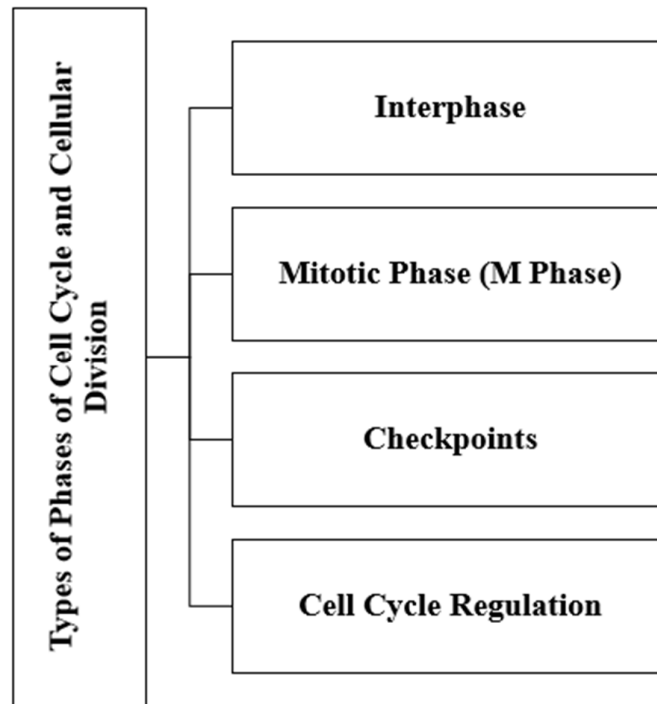 Types of Phases of Cell Cycle and Cellular
Division
Interphase
Mitotic Phase (M Phase)
Checkpoints
Cell Cycle Regulation